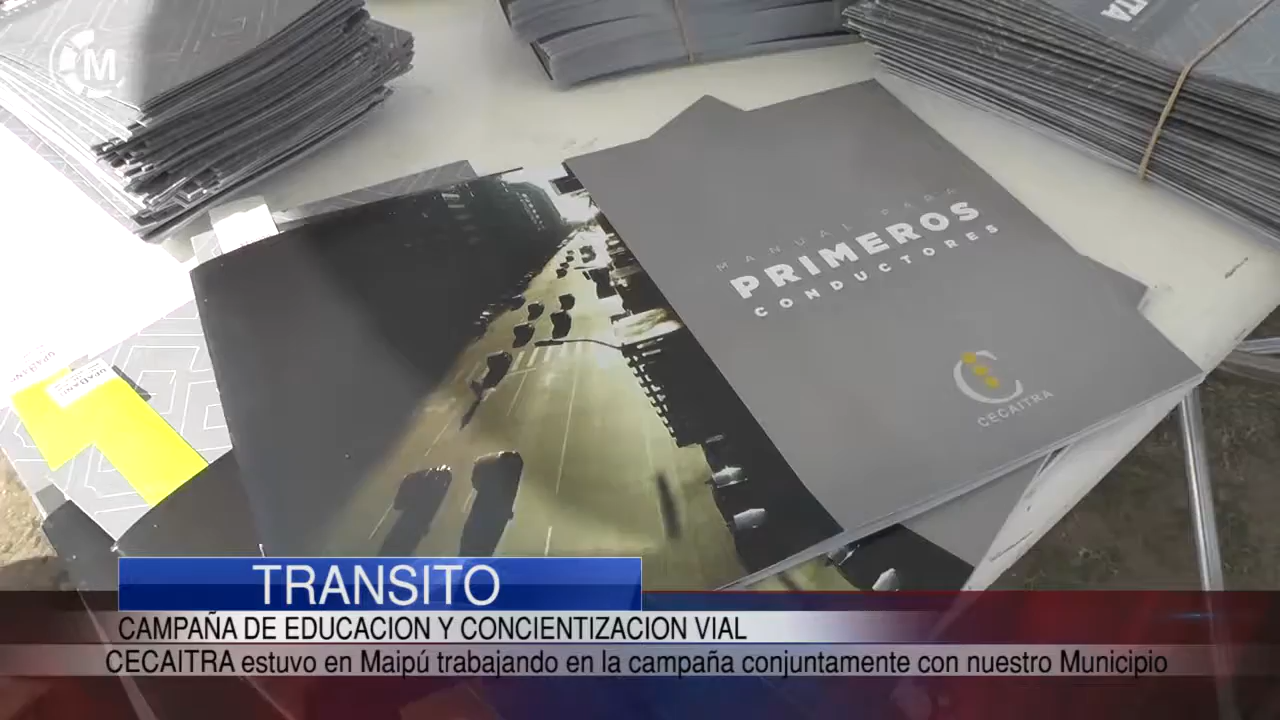 M
MANUAL PARA
PRIMEROS
CONDUCTORES
CECAITRA
UPABAND
TRANSITO
CAMPAÑA DE EDUCACION Y CONCIENTIZACION VIAL
CECAITRA estuvo en Maipú trabajando en la campaña conjuntamente con nuestro Municipio